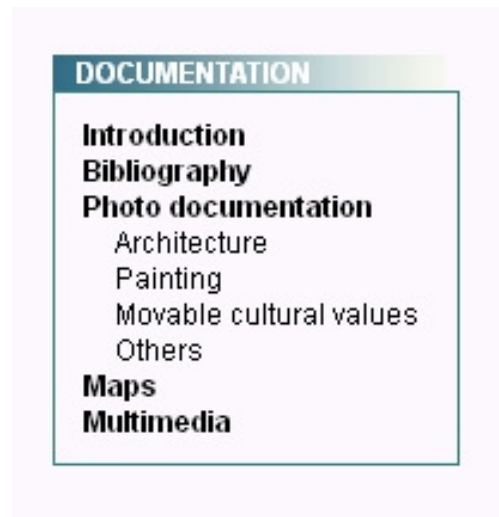 DOCUMENTATION
Introduction
Bibliography
Photo documentation
Architecture
Painting
Movable cultural values
Others
Maps
Multimedia